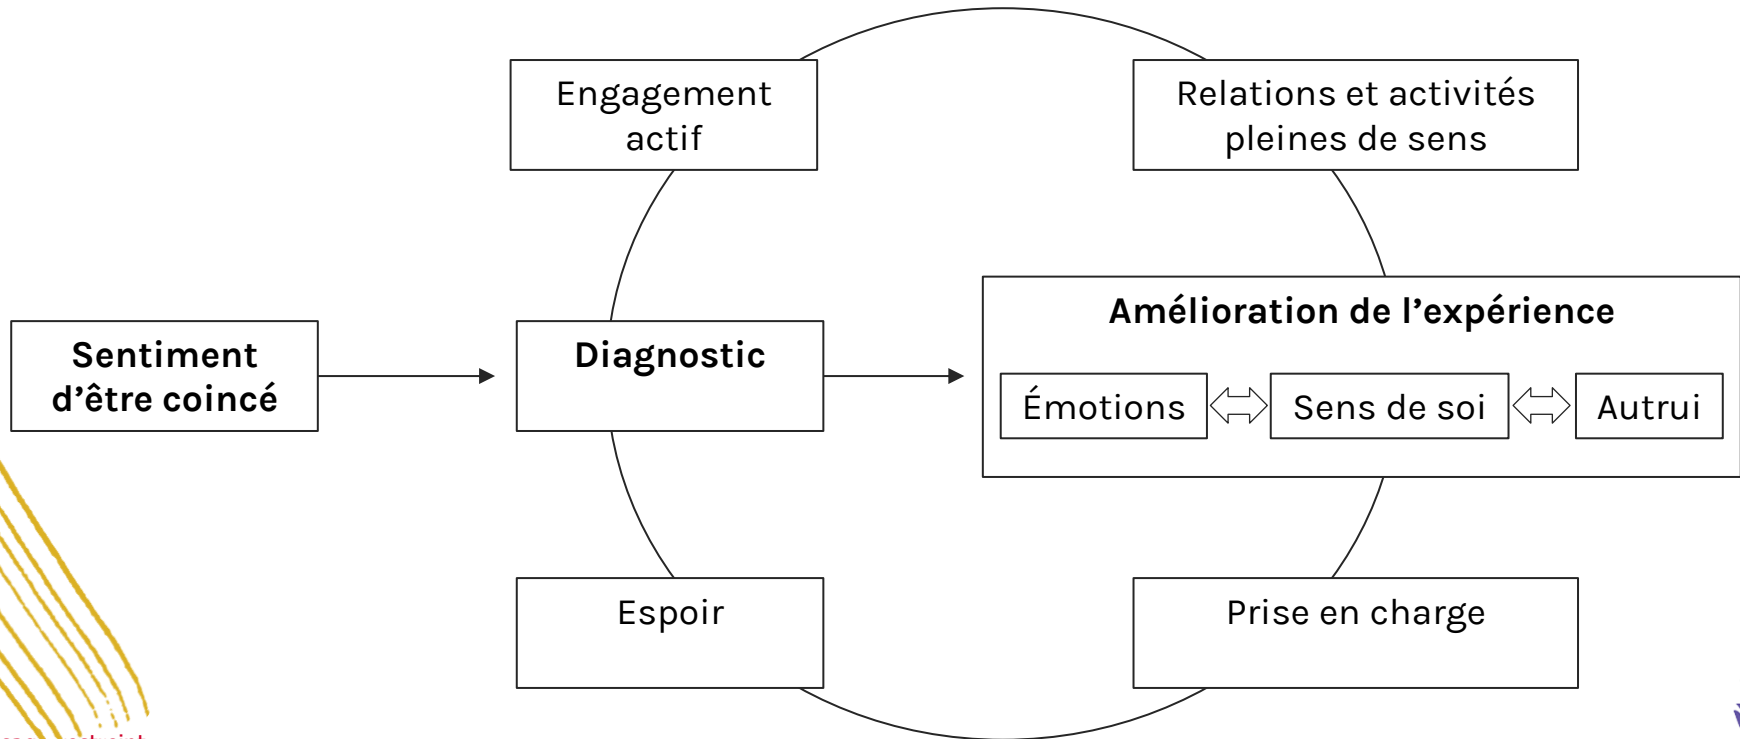 Engagement
actif
Relations et activités
pleines de sens
Sentiment
d’être coincé
Diagnostic
Amélioration de l’expérience
Émotions
Sens de soi
Autrui
Espoir
Prise en charge